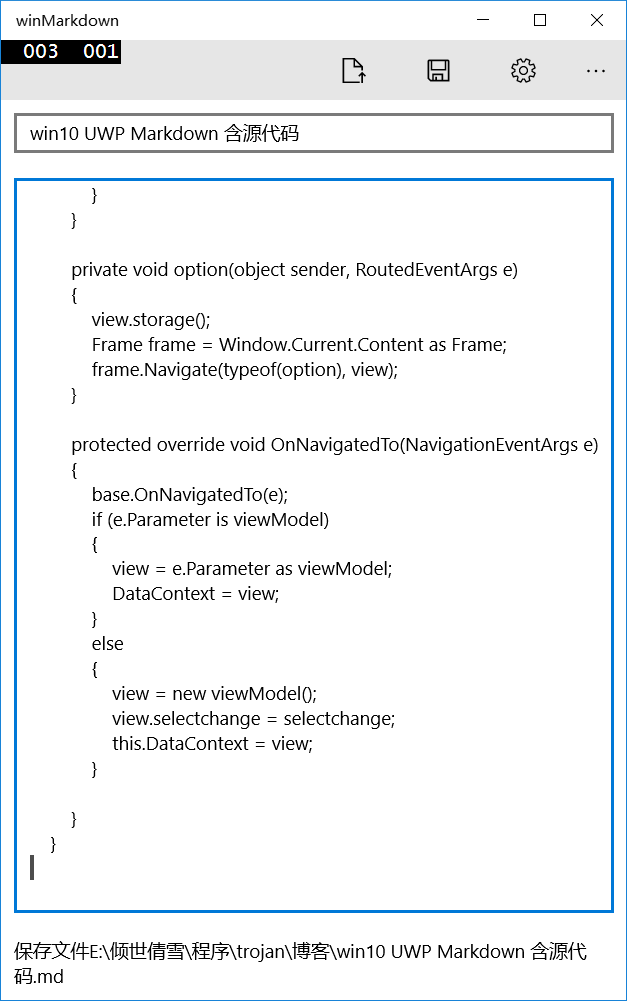 winMarkdown
003 001
win10 UWP Markdown 含源代码
}
}
private void option(object sender, RoutedEventArgs e)
{
view.storage();
Frame frame = Window.Current.Content as Frame;
frame.Navigate(typeof(option), view);
}
protected override void OnNavigatedTo(NavigationEventArgs e)
{
base.OnNavigatedTo(e);
if (e.Parameter is viewModel)
{
view = e.Parameter as viewModel;
DataContext = view;
}
else
{
view = new viewModel();
view.selectchange = selectchange;
this.DataContext = view;
}
}
}
保存文件E:\倾世倩雪\程序\trojan\博客\win10 UWP Markdown 含源代
码.md